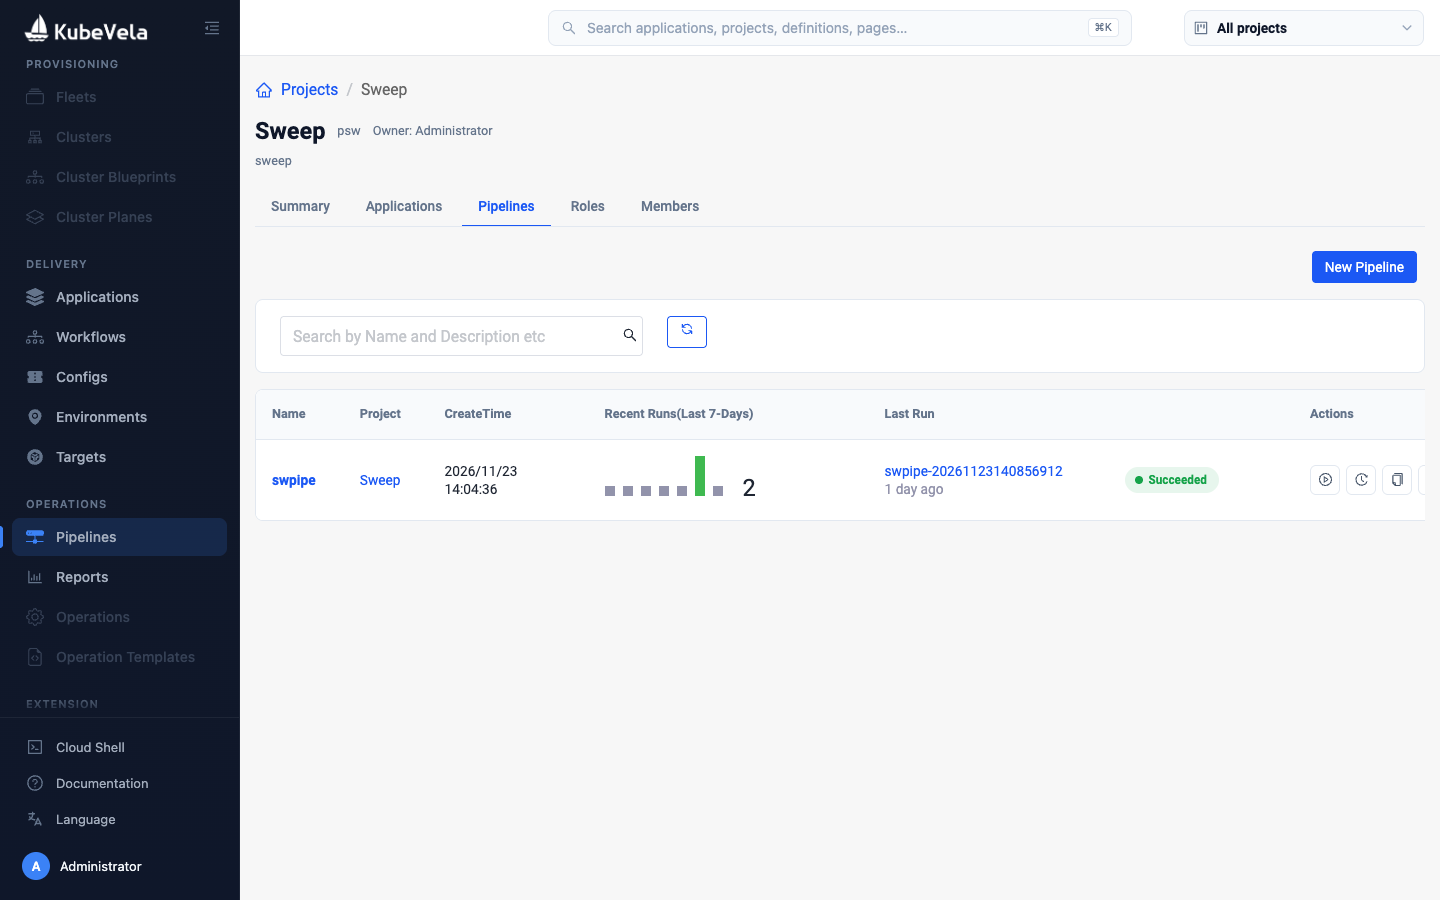 KubeVela
Search applications, projects, definitions, pages...
⌘K
All projects
PROVISIONING
Fleets
Clusters
Cluster Blueprints
Cluster Planes
DELIVERY
Applications
Workflows
Configs
Environments
Targets
OPERATIONS
Pipelines
Reports
Operations
Operation Templates
EXTENSION
Cloud Shell
Documentation
Language
A Administrator
Projects / Sweep
Sweep psw Owner: Administrator
sweep
Summary Applications Pipelines Roles Members
New Pipeline
Search by Name and Description etc
Name Project CreateTime Recent Runs(Last 7-Days) Last Run Actions
swpipe Sweep 2026/11/23 14:04:36 2 swpipe-20261123140856912 Succeeded
1 day ago